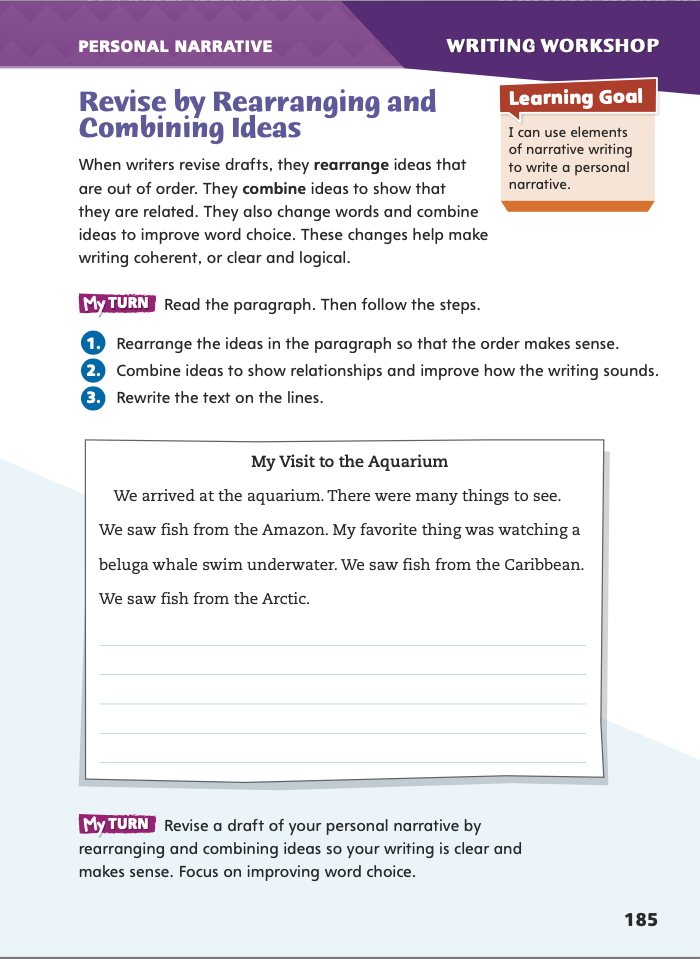 PERSONAL NARRATIVE
WRITING WORKSHOP
Revise by Rearranging and
Combining Ideas
Learning Goal
I can use elements
of narrative writing
to write a personal
narrative.
When writers revise drafts, they rearrange ideas that
are out of order. They combine ideas to show that
they are related. They also change words and combine
ideas to improve word choice. These changes help make
writing coherent, or clear and logical.
My TURN Read the paragraph. Then follow the steps.
1. Rearrange the ideas in the paragraph so that the order makes sense.
2. Combine ideas to show relationships and improve how the writing sounds.
3. Rewrite the text on the lines.
My Visit to the Aquarium
We arrived at the aquarium. There were many things to see.
We saw fish from the Amazon. My favorite thing was watching a
beluga whale swim underwater. We saw fish from the Caribbean.
We saw fish from the Arctic.
My TURN Revise a draft of your personal narrative by
rearranging and combining ideas so your writing is clear and
makes sense. Focus on improving word choice.
185